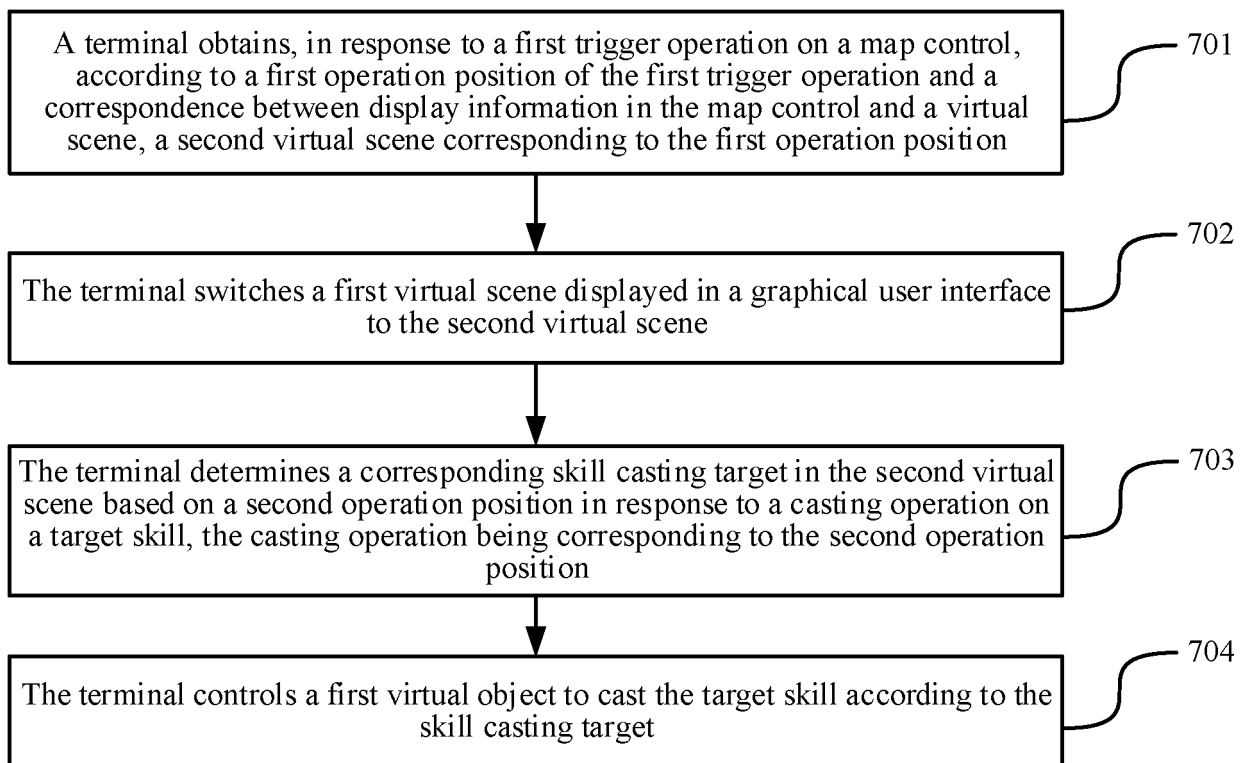 A terminal obtains, in response to a first trigger operation on a map control,
according to a first operation position of the first trigger operation and a
correspondence between display information in the map control and a virtual
scene, a second virtual scene corresponding to the first operation position
701
The terminal switches a first virtual scene displayed in a graphical user interface
to the second virtual scene
702
The terminal determines a corresponding skill casting target in the second virtual
scene based on a second operation position in response to a casting operation on
a target skill, the casting operation being corresponding to the second operation
position
703
The terminal controls a first virtual object to cast the target skill according to the
skill casting target
704